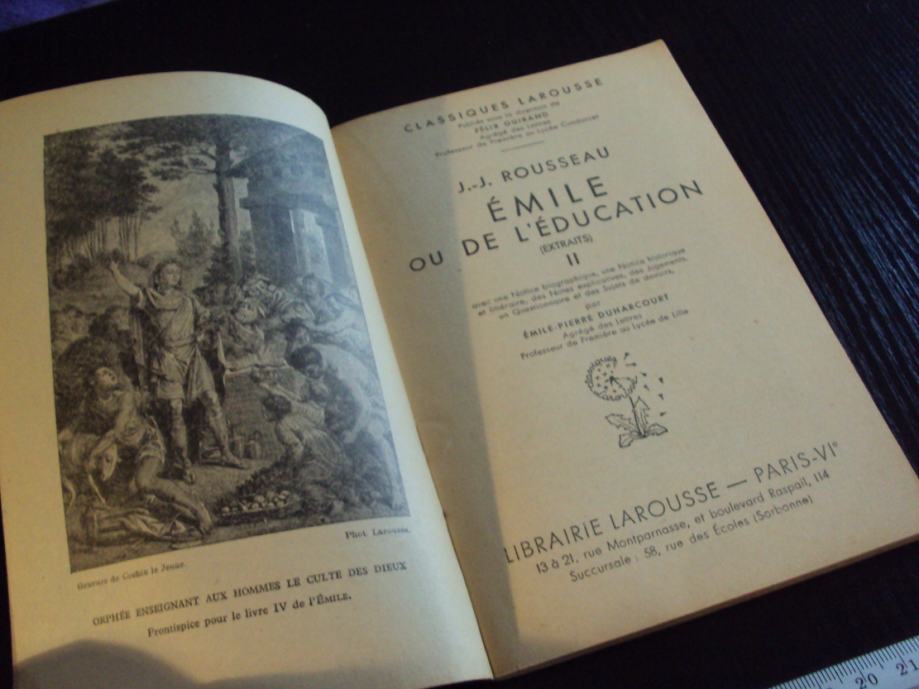 Gravure de Cochin le Jeune.
Phot. Larousse.
ORPHÉE ENSEIGNANT AUX HOMMES LE CULTE DES DIEUX
Frontispice pour le livre IV de l'ÉMILE.
CLASSIQUES LAROUSSE
Publiés sous la direction de
FÉLIX GUIRAND
Agrégé des Lettres
Professeur de Première au Lycée Condorcet
J.-J. ROUSSEAU
ÉMILE
OU DE L'ÉDUCATION
(EXTRAITS)
II
avec une Notice biographique, une Notice historique
et littéraire, des Notes explicatives, des Jugements,
un Questionnaire et des Sujets de devoirs,
par
ÉMILE-PIERRE DUHARCOURT
Agrégé des Lettres
Professeur de Première au Lycée de Lille
LIBRAIRIE LAROUSSE — PARIS-VIe
13 à 21, rue Montparnasse, et boulevard Raspail, 114
Succursale : 58, rue des Écoles (Sorbonne)
20 21